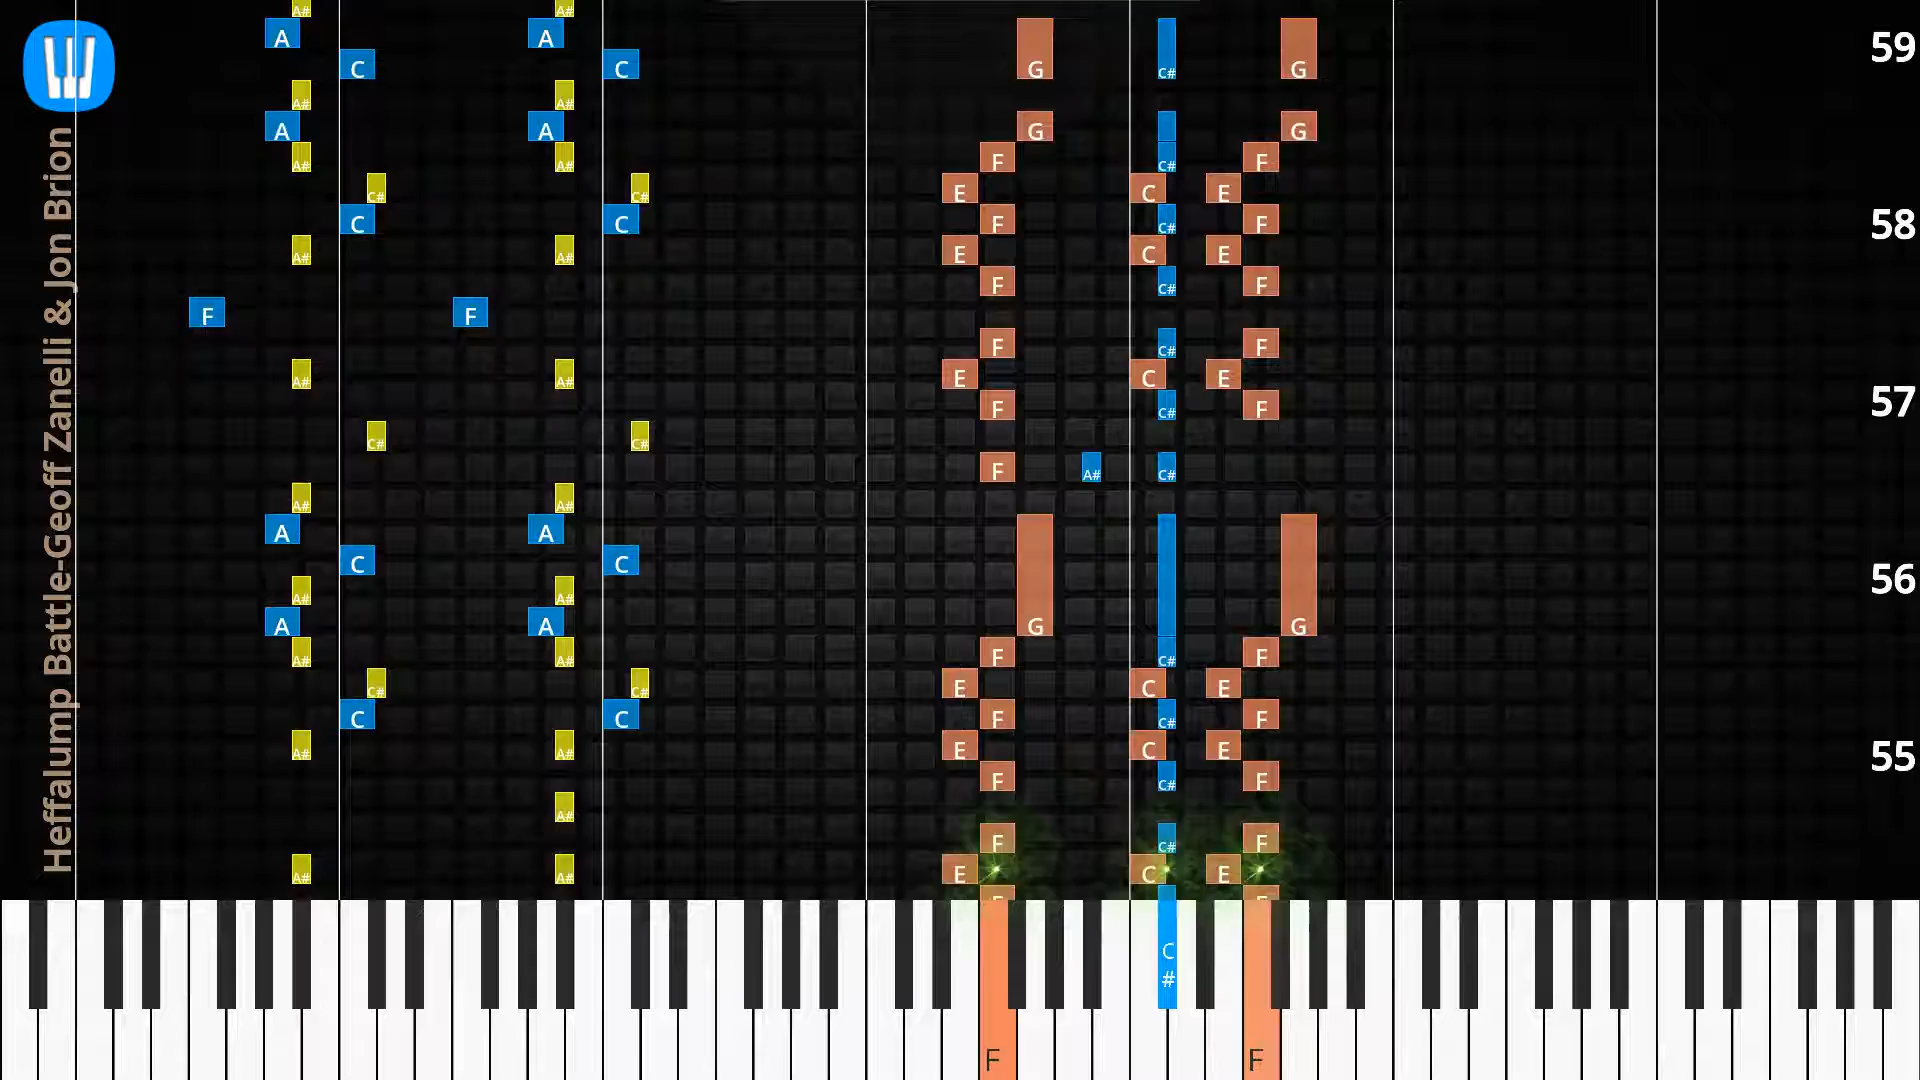 Heffalump Battle-Geoff Zanelli & Jon Brion
A# A#
A A G C# G 59
C C
A# A#
A A G G
A# A# F C# F
C# C# E C E
C C F C# F 58
A# A# E C E
F C# F
F F
F C# F
A# A# E C E
F C# F 57
C# C#
F A# C#
A# A#
A A
C C 56
A# A#
A A G G
A# A# F C# F
C# C# E C E
C C F C# F
A# A# E C E 55
F C# F
A#
F C# F
A# A# E C E
F F
C
#
F F